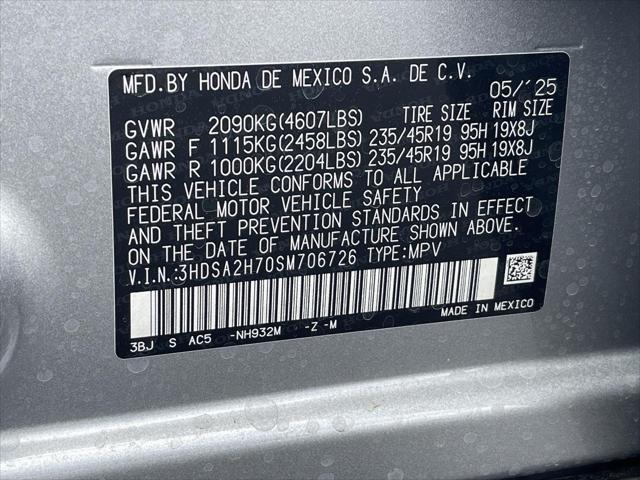 MFD.BY HONDA DE MEXICO S.A. DE C.V. 05/'25
GVWR 2090KG(4607LBS) TIRE SIZE RIM SIZE
GAWR F 1115KG(2458LBS) 235/45R19 95H 19X8J
GAWR R 1000KG(2204LBS) 235/45R19 95H 19X8J
THIS VEHICLE CONFORMS TO ALL APPLICABLE
FEDERAL MOTOR VEHICLE SAFETY
AND THEFT PREVENTION STANDARDS IN EFFECT
ON THE DATE OF MANUFACTURE SHOWN ABOVE.
V.I.N.:3HDSA2H70SM706726 TYPE:MPV
MADE IN MEXICO
3BJ S AC5 -NH932M -Z -M